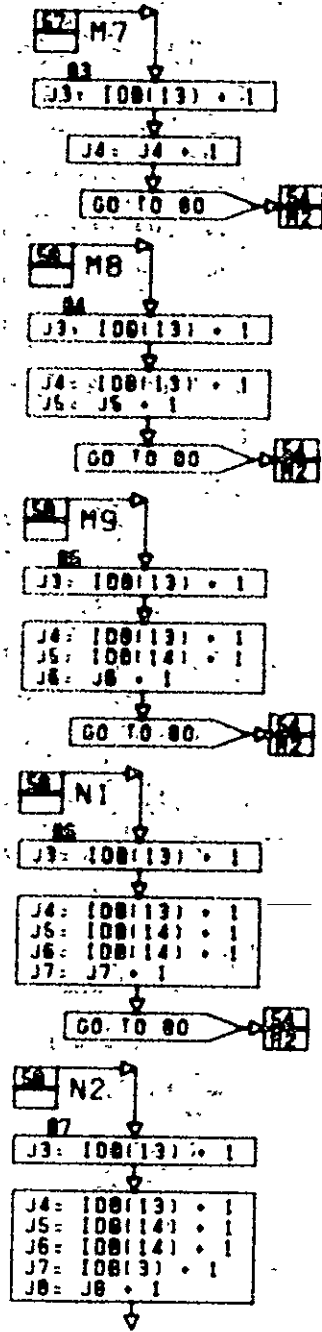 57 M7
83
J3= IDB(13) + 1
J4= J4 + 1
GO TO 80
54
M2
58 M8
84
J3= IDB(13) + 1
J4= IDB(13) + 1
J5= J5 + 1
GO TO 80
54
M2
58 M9
85
J3= IDB(13) + 1
J4= IDB(13) + 1
J5= IDB(14) + 1
J6= J6 + 1
GO TO 80
54
M2
58 N1
86
J3= IDB(13) + 1
J4= IDB(13) + 1
J5= IDB(14) + 1
J6= IDB(14) + 1
J7= J7 + 1
GO TO 80
54
M2
58 N2
87
J3= IDB(13) + 1
J4= IDB(13) + 1
J5= IDB(14) + 1
J6= IDB(14) + 1
J7= IDB(3) + 1
J8= J8 + 1